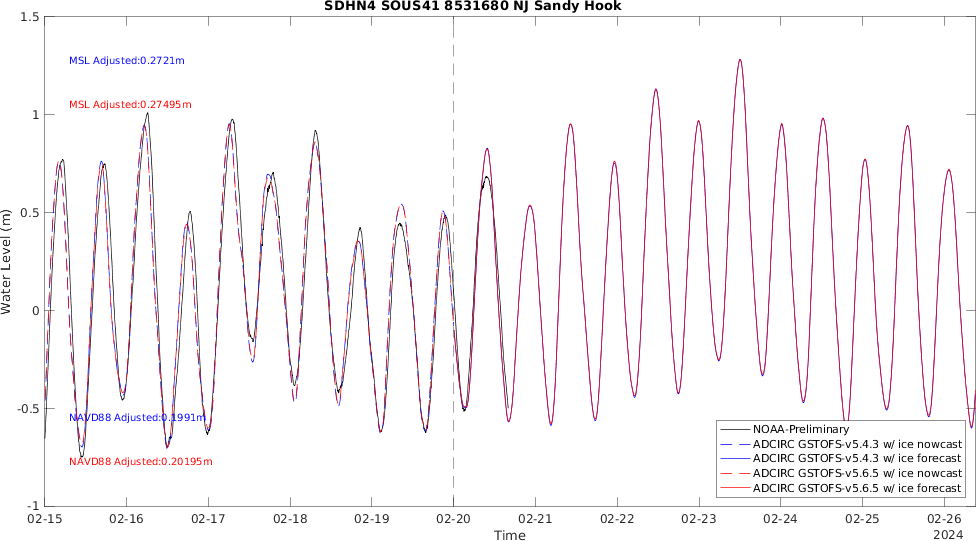 SDHN4 SOUS41 8531680 NJ Sandy Hook
1.5
1
0.5
0
-0.5
-1
Water Level (m)
MSL Adjusted:0.2721m
MSL Adjusted:0.27495m
NAVD88 Adjusted:0.1991m
NAVD88 Adjusted:0.20195m
NOAA-Preliminary
ADCIRC GSTOFS-v5.4.3 w/ ice nowcast
ADCIRC GSTOFS-v5.4.3 w/ ice forecast
ADCIRC GSTOFS-v5.6.5 w/ ice nowcast
ADCIRC GSTOFS-v5.6.5 w/ ice forecast
02-15 02-16 02-17 02-18 02-19 02-20 02-21 02-22 02-23 02-24 02-25 02-26
Time
2024